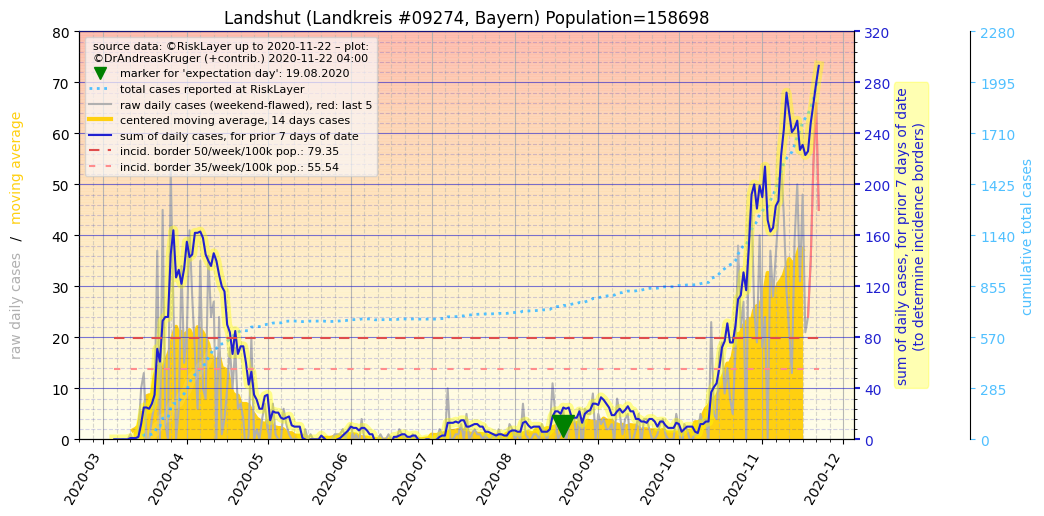 Landshut (Landkreis #09274, Bayern) Population=158698
source data: ©RiskLayer up to 2020-11-22 – plot:
©DrAndreasKruger (+contrib.) 2020-11-22 04:00
marker for 'expectation day': 19.08.2020
total cases reported at RiskLayer
raw daily cases (weekend-flawed), red: last 5
centered moving average, 14 days cases
sum of daily cases, for prior 7 days of date
incid. border 50/week/100k pop.: 79.35
incid. border 35/week/100k pop.: 55.54
raw daily cases / moving average
80
70
60
50
40
30
20
10
0
320
280
240
200
160
120
80
40
0
sum of daily cases, for prior 7 days of date
(to determine incidence borders)
2280
1995
1710
1425
1140
855
570
285
0
cumulative total cases
2020-03
2020-04
2020-05
2020-06
2020-07
2020-08
2020-09
2020-10
2020-11
2020-12